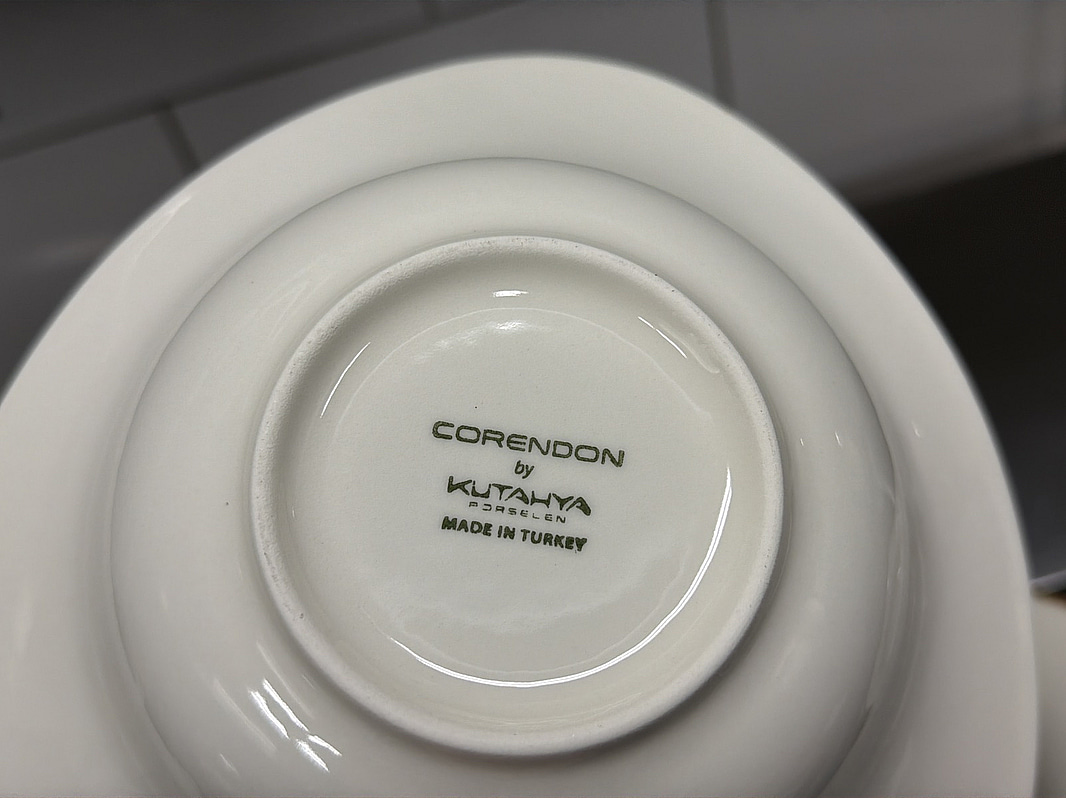 CORENDON
by
KUTAHYA
PORSELEN
MADE IN TURKEY